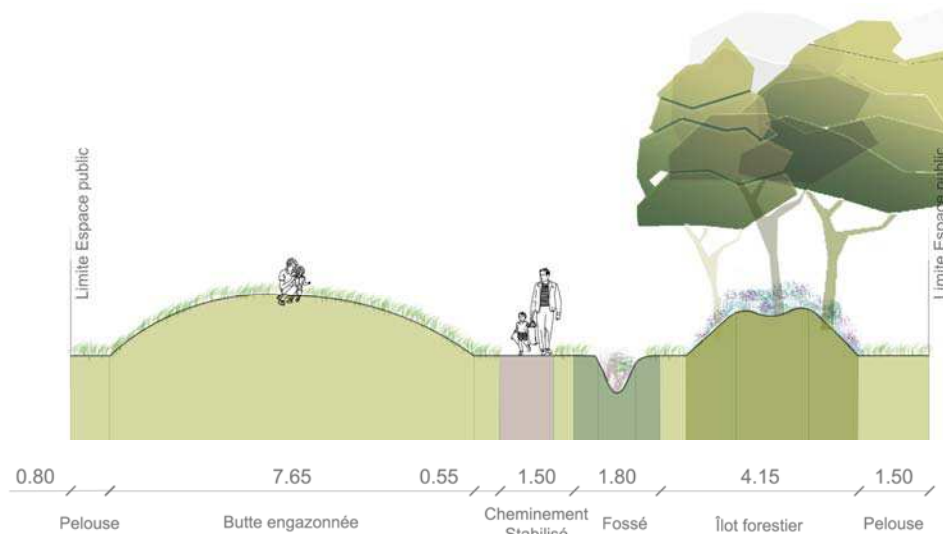 Limite Espace public
Limite Espace public
0.80 7.65 0.55 1.50 1.80 4.15 1.50
Pelouse Butte engazonnée Cheminement Stabilisé Fossé Îlot forestier Pelouse